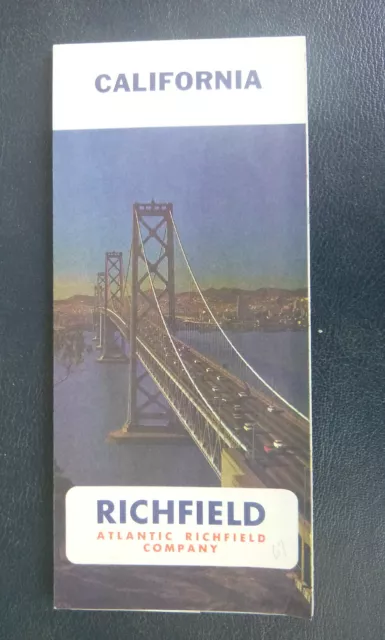 CALIFORNIA
RICHFIELD
ATLANTIC RICHFIELD
COMPANY